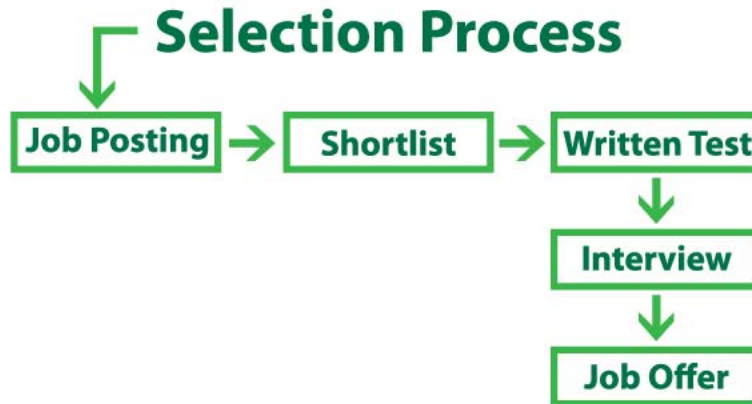 Selection Process
Job Posting
Shortlist
Written Test
Interview
Job Offer